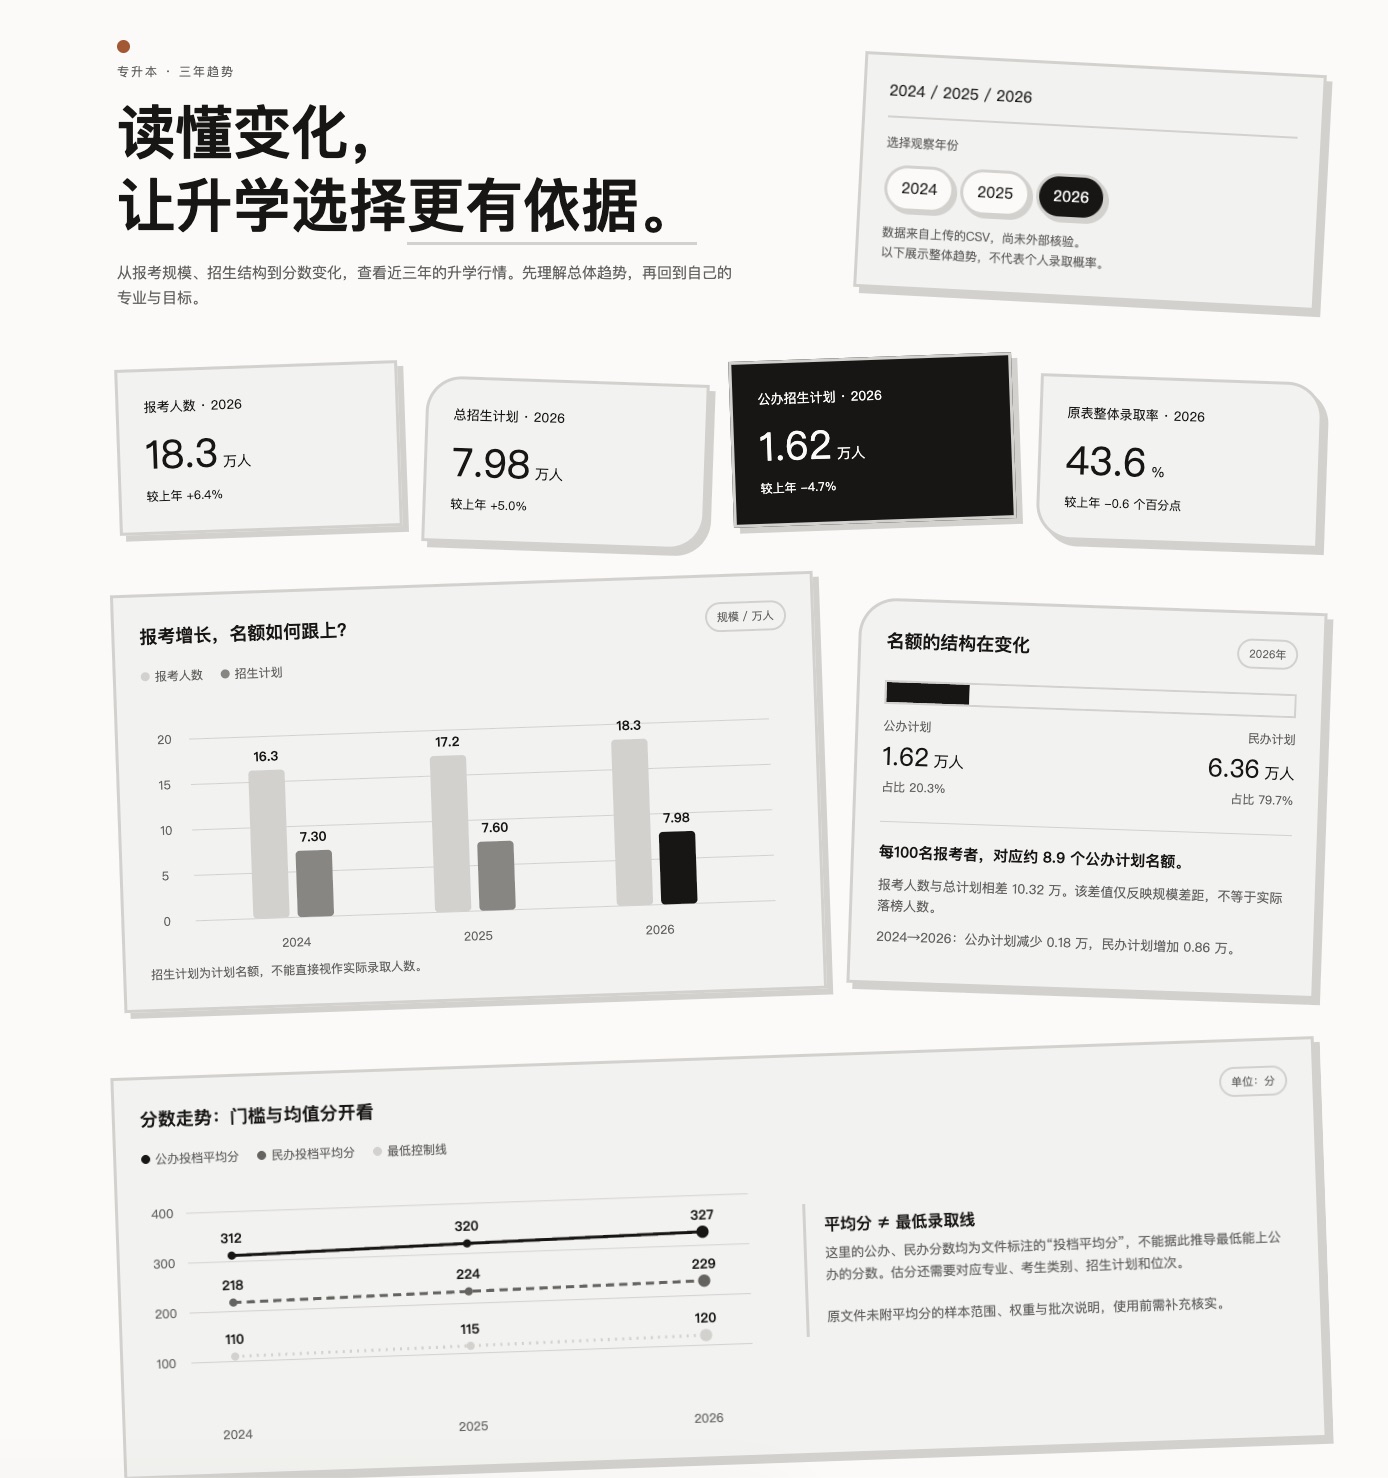 专升本 · 三年趋势
读懂变化，
让升学选择更有依据。
从报考规模、招生结构到分数变化，查看近三年的升学行情。先理解总体趋势，再回到自己的
专业与目标。
2024 / 2025 / 2026
选择观察年份
2024 2025 2026
数据来自上传的CSV，尚未外部核验。
以下展示整体趋势，不代表个人录取概率。
报考人数 · 2026
18.3 万人
较上年 +6.4%
总招生计划 · 2026
7.98 万人
较上年 +5.0%
公办招生计划 · 2026
1.62 万人
较上年 −4.7%
原表整体录取率 · 2026
43.6 %
较上年 −0.6 个百分点
报考增长，名额如何跟上？
规模 / 万人
报考人数 招生计划
20
15
10
5
0
16.3
7.30
17.2
7.60
18.3
7.98
2024 2025 2026
招生计划为计划名额，不能直接视作实际录取人数。
名额的结构在变化
2026年
公办计划
1.62 万人
占比 20.3%
民办计划
6.36 万人
占比 79.7%
每100名报考者，对应约 8.9 个公办计划名额。
报考人数与总计划相差 10.32 万。该差值仅反映规模差距，不等于实际
落榜人数。
2024→2026：公办计划减少 0.18 万，民办计划增加 0.86 万。
分数走势：门槛与均值分开看
单位：分
公办投档平均分 民办投档平均分 最低控制线
400
300
200
100
312 320 327
218 224 229
110 115 120
2024 2025 2026
平均分 ≠ 最低录取线
这里的公办、民办分数均为文件标注的“投档平均分”，不能据此推导最低能上公
办的分数。估分还需要对应专业、考生类别、招生计划和位次。
原文件未附平均分的样本范围、权重与批次说明，使用前需补充核实。